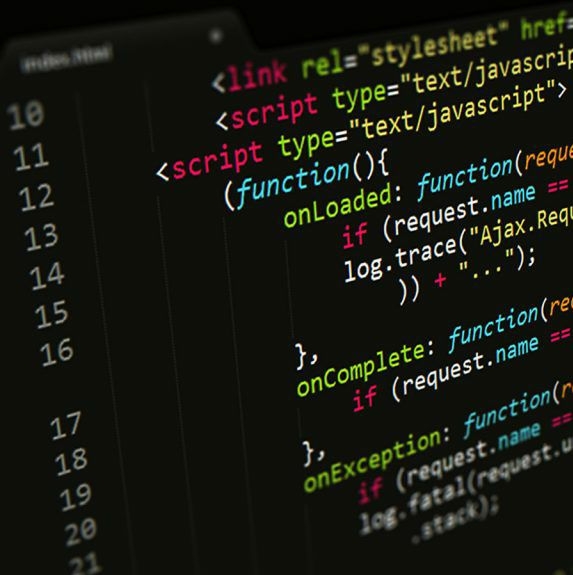 index.html
<link rel="stylesheet" href=
<script type="text/javascrip
<script type="text/javascript">
(function(){
onLoaded: function(reque
if (request.name ==
log.trace("Ajax.Requ
)) + "...");
},
onComplete: function(re
if (request.name ==
},
onException: function(r
if (request.name ==
log.fatal(request.u
.stack);
10
11
12
13
14
15
16
17
18
19
20
21